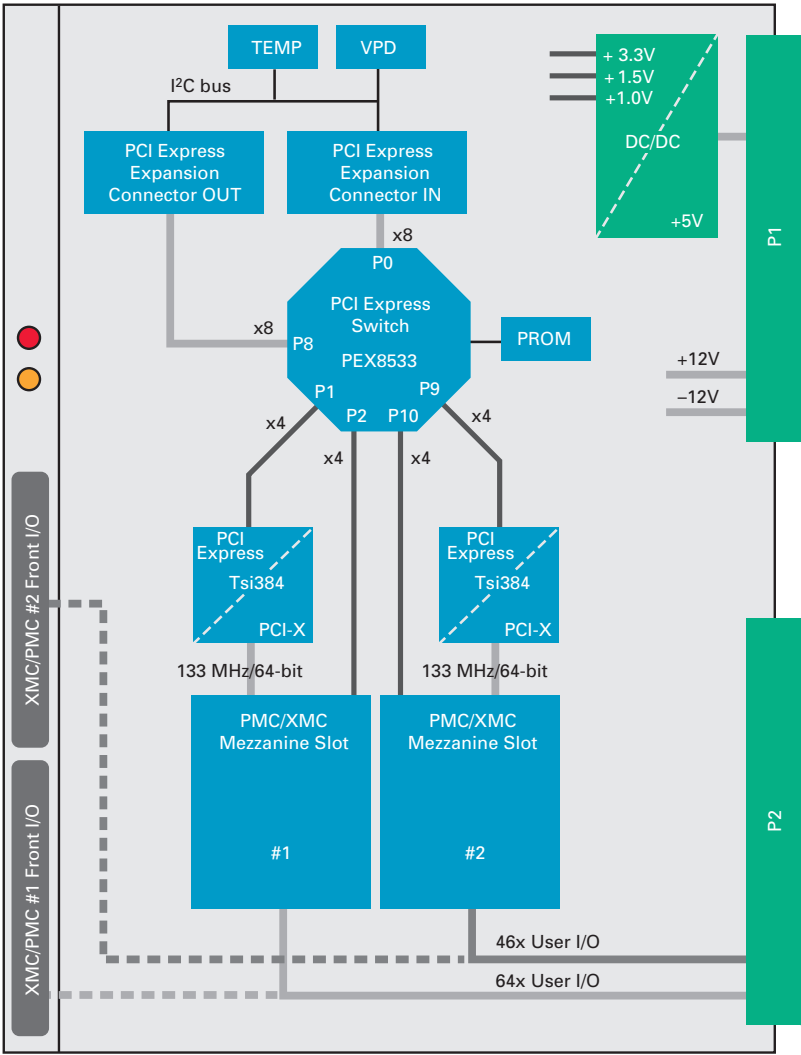 TEMP
VPD
I²C bus
PCI Express
Expansion
Connector OUT
PCI Express
Expansion
Connector IN
+ 3.3V
+ 1.5V
+1.0V
DC/DC
+5V
P1
x8
P0
PCI Express
Switch
PEX8533
x8
P8
PROM
P1
P2
P10
P9
+12V
–12V
x4
x4
x4
x4
PCI
Express
Tsi384
PCI-X
PCI
Express
Tsi384
PCI-X
133 MHz/64-bit
133 MHz/64-bit
PMC/XMC
Mezzanine Slot
#1
PMC/XMC
Mezzanine Slot
#2
XMC/PMC #2 Front I/O
XMC/PMC #1 Front I/O
P2
46x User I/O
64x User I/O